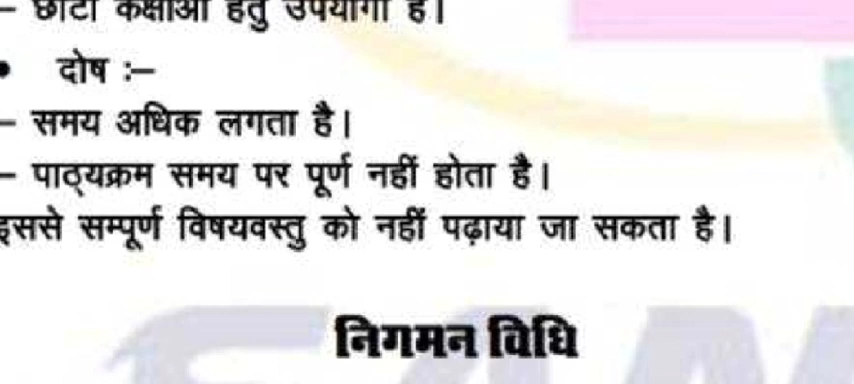 – छोटी कक्षाओं हेतु उपयोगी है।
• दोष :–
– समय अधिक लगता है।
– पाठ्यक्रम समय पर पूर्ण नहीं होता है।
इससे सम्पूर्ण विषयवस्तु को नहीं पढ़ाया जा सकता है।
निगमन विधि